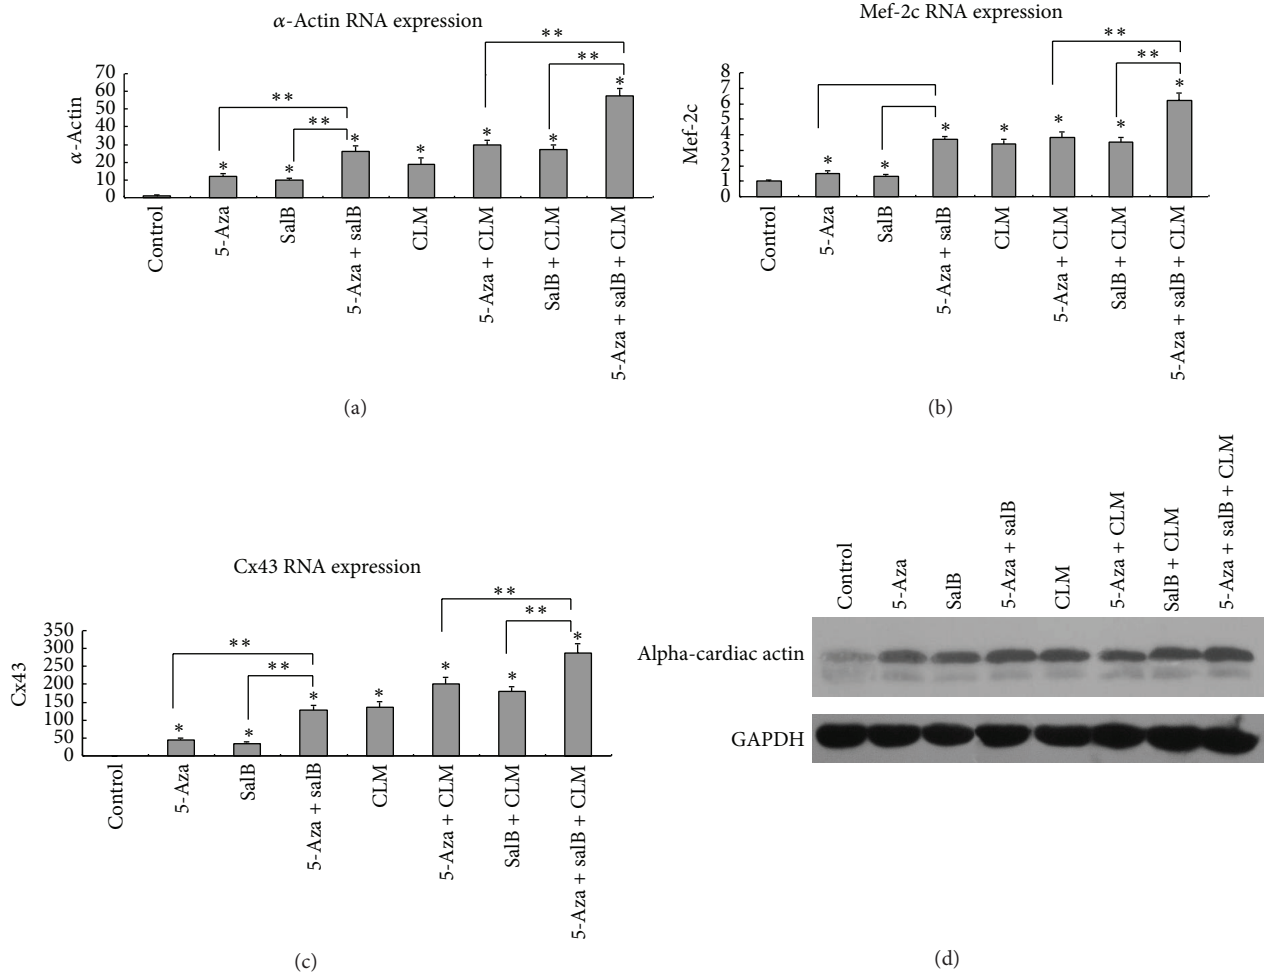 α-Actin RNA expression
α-Actin
70
60
50
40
30
20
10
0
** ** ** **
* * * * * * *
Control
5-Aza
SalB
5-Aza + salB
CLM
5-Aza + CLM
SalB + CLM
5-Aza + salB + CLM
(a)
Mef-2c RNA expression
Mef-2c
8
7
6
5
4
3
2
1
0
** **
* * * * * * *
Control
5-Aza
SalB
5-Aza + salB
CLM
5-Aza + CLM
SalB + CLM
5-Aza + salB + CLM
(b)
Cx43 RNA expression
Cx43
350
300
250
200
150
100
50
0
** ** ** **
* * * * * * *
Control
5-Aza
SalB
5-Aza + salB
CLM
5-Aza + CLM
SalB + CLM
5-Aza + salB + CLM
(c)
Control
5-Aza
SalB
5-Aza + salB
CLM
5-Aza + CLM
SalB + CLM
5-Aza + salB + CLM
Alpha-cardiac actin
GAPDH
(d)